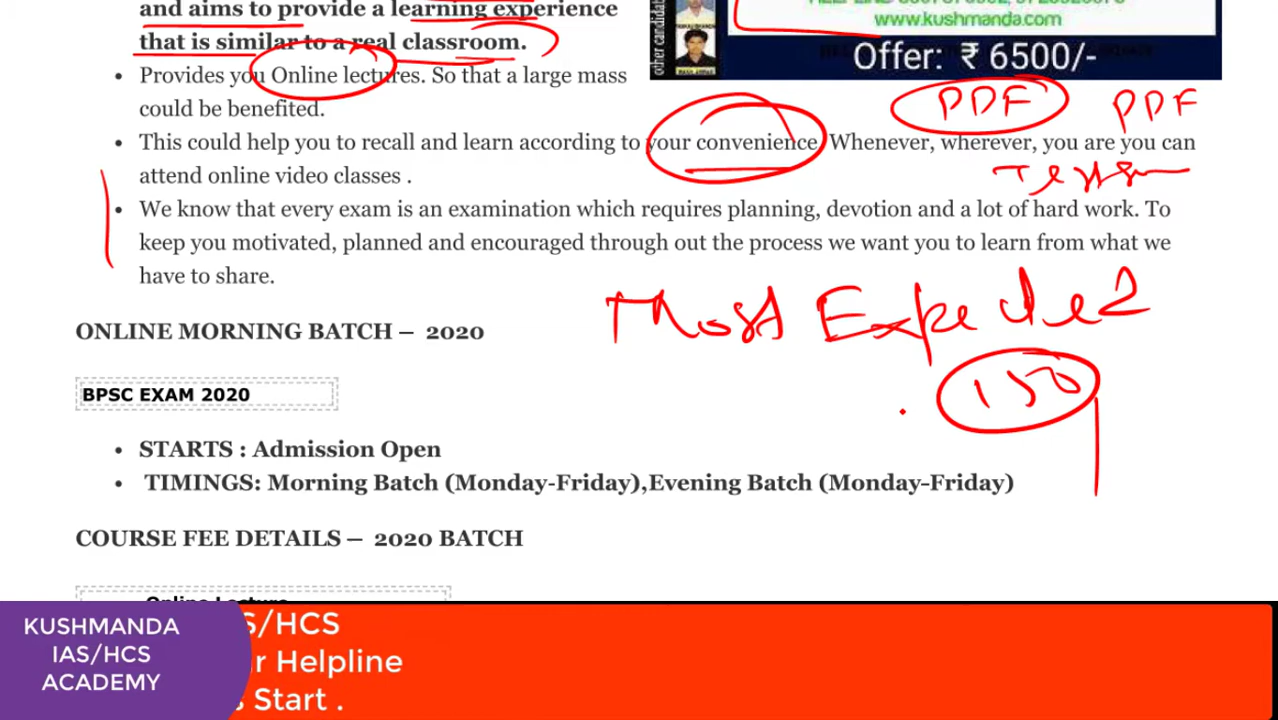 and aims to provide a learning experience
that is similar to a real classroom.
• Provides you Online lectures. So that a large mass
could be benefited.
www.kushmanda.com
other candida
Offer: ₹ 6500/-
PDF PDF
• This could help you to recall and learn according to your convenience. Whenever, wherever, you are you can
attend online video classes .
• We know that every exam is an examination which requires planning, devotion and a lot of hard work. To
keep you motivated, planned and encouraged through out the process we want you to learn from what we
have to share.
Most
ONLINE MORNING BATCH – 2020
150
BPSC EXAM 2020
• STARTS : Admission Open
• TIMINGS: Morning Batch (Monday-Friday),Evening Batch (Monday-Friday)
COURSE FEE DETAILS – 2020 BATCH
Online Lecture
KUSHMANDA
IAS/HCS
ACADEMY
S/HCS
r Helpline
s Start .